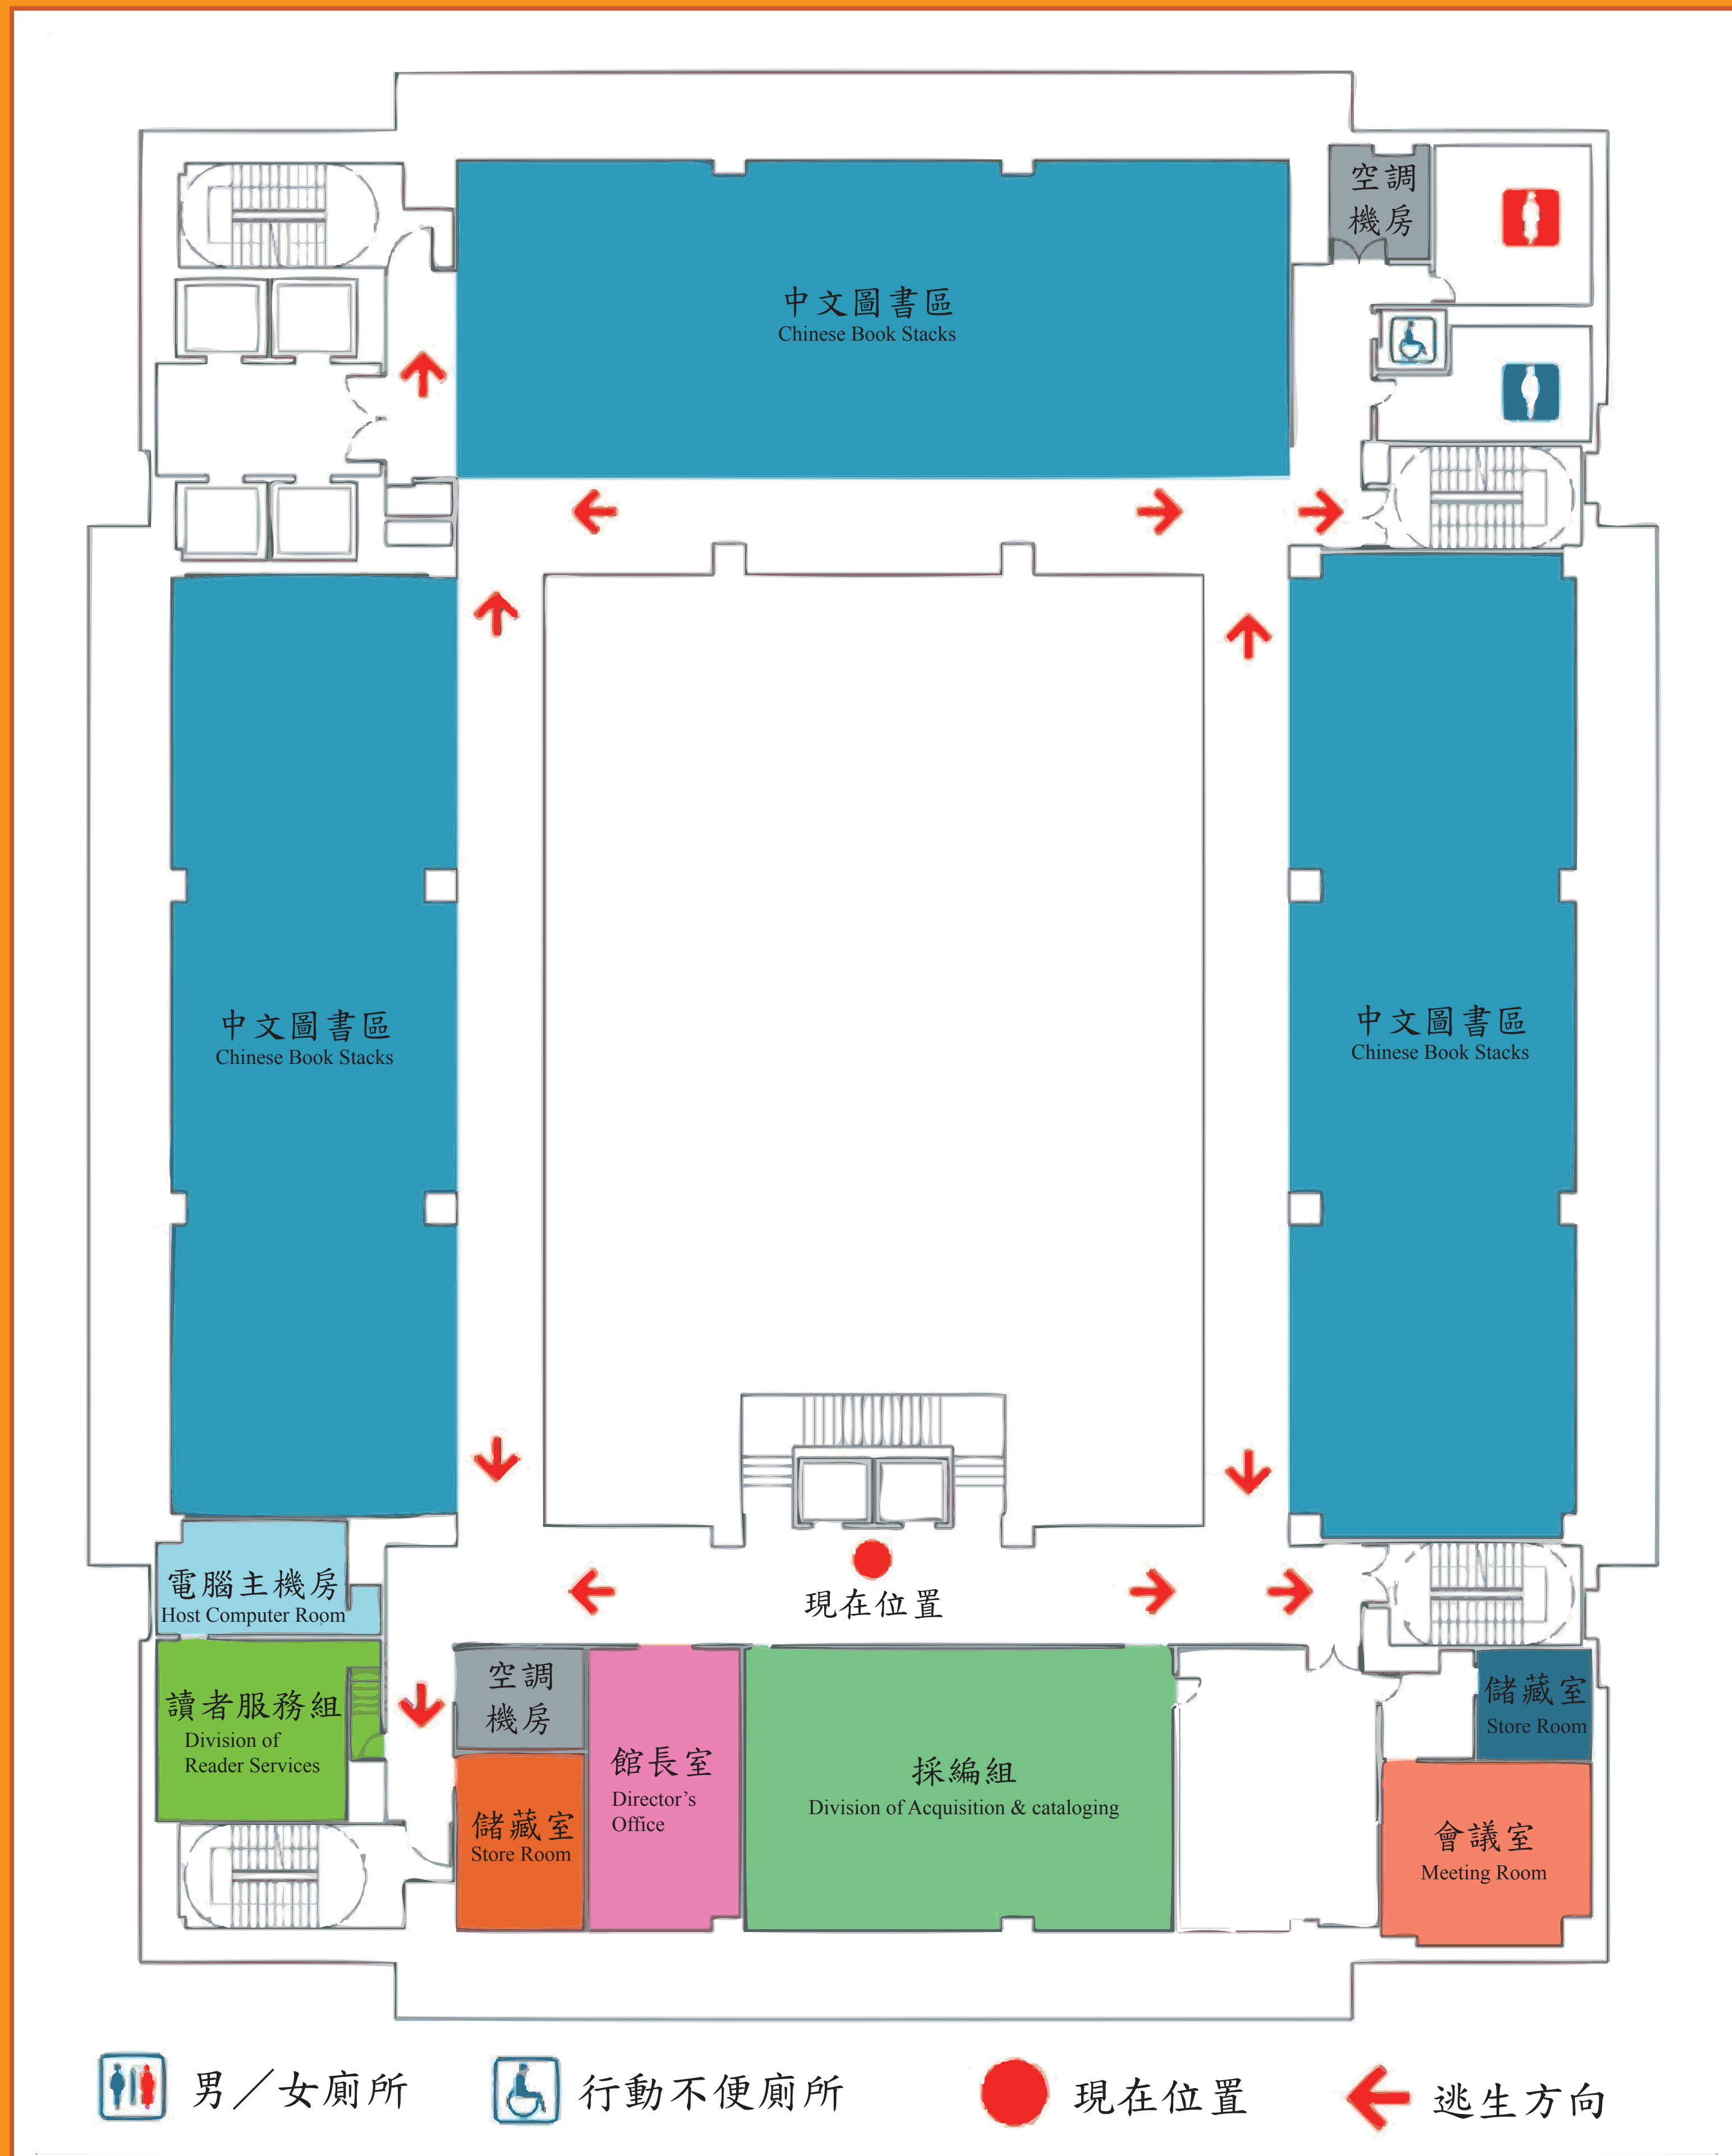 空調
機房
中文圖書區
Chinese Book Stacks
中文圖書區
Chinese Book Stacks
中文圖書區
Chinese Book Stacks
現在位置
電腦主機房
Host Computer Room
讀者服務組
Division of
Reader Services
空調
機房
儲藏室
Store Room
館長室
Director’s
Office
採編組
Division of Acquisition & cataloging
儲藏室
Store Room
會議室
Meeting Room
男／女廁所
行動不便廁所
現在位置
逃生方向